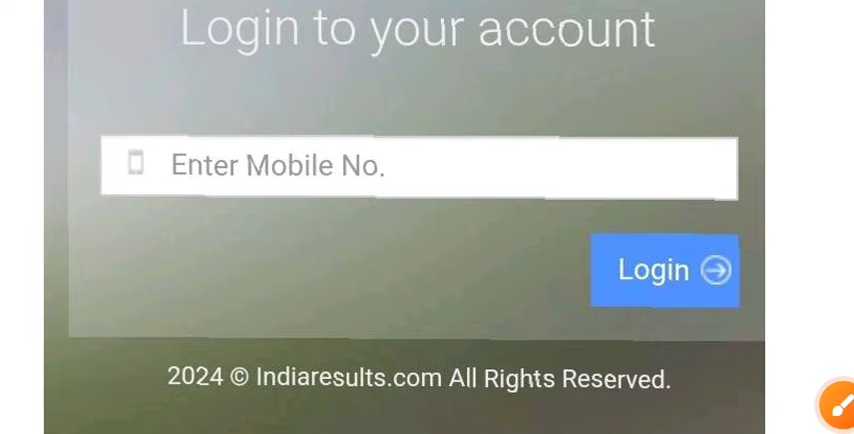 Login to your account
Enter Mobile No.
Login
2024 © Indiaresults.com All Rights Reserved.